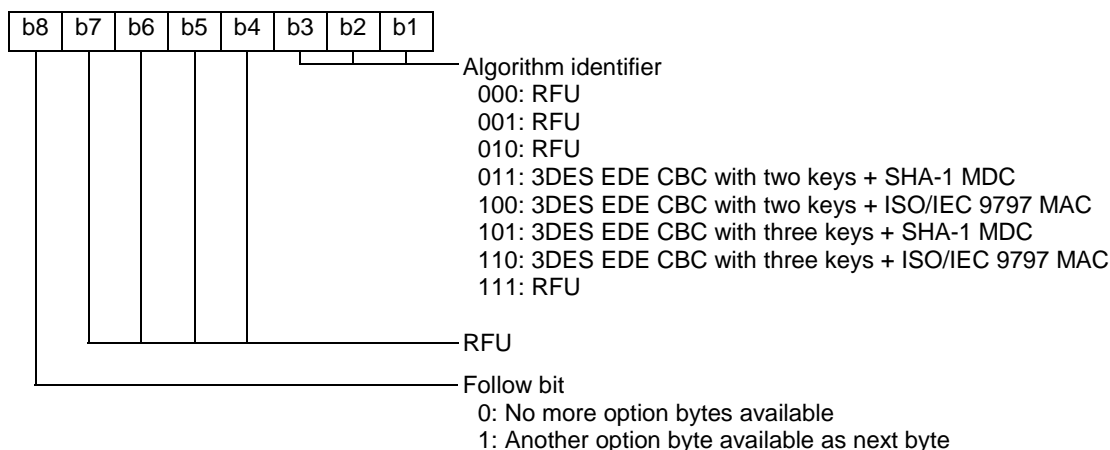 b8 b7 b6 b5 b4 b3 b2 b1
Algorithm identifier
000: RFU
001: RFU
010: RFU
011: 3DES EDE CBC with two keys + SHA-1 MDC
100: 3DES EDE CBC with two keys + ISO/IEC 9797 MAC
101: 3DES EDE CBC with three keys + SHA-1 MDC
110: 3DES EDE CBC with three keys + ISO/IEC 9797 MAC
111: RFU
RFU
Follow bit
0: No more option bytes available
1: Another option byte available as next byte